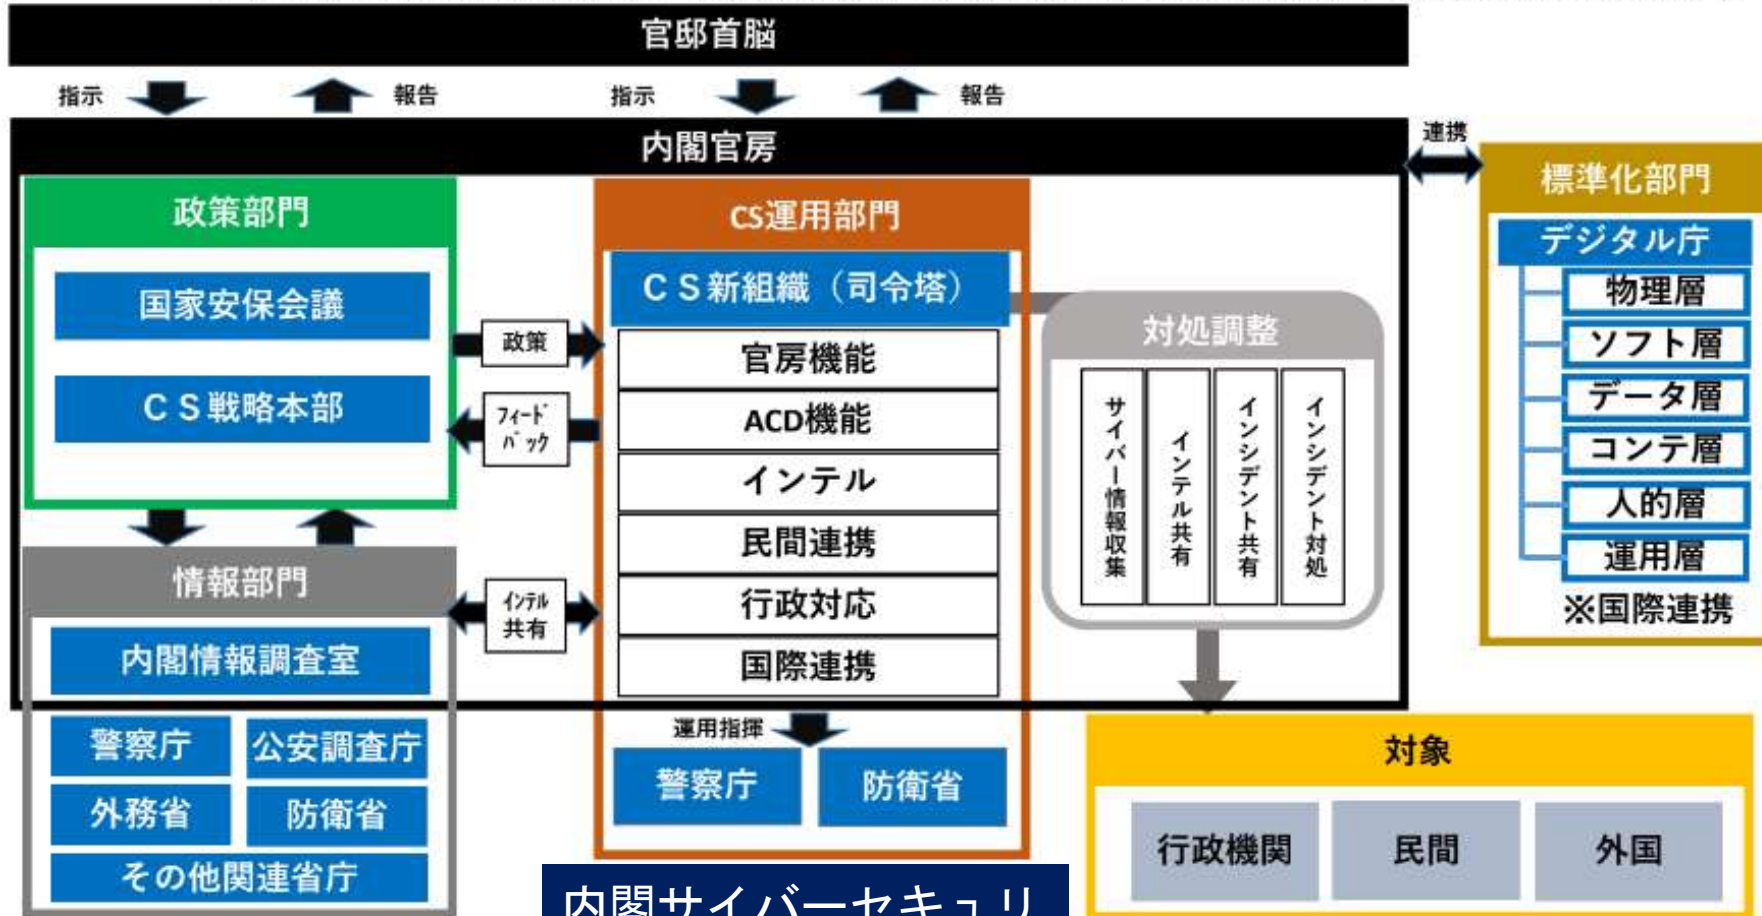 官邸首脳
指示
報告
指示
報告
内閣官房
連携
政策部門
国家安保会議
CS戦略本部
政策
フィード
バック
CS運用部門
CS新組織（司令塔）
官房機能
ACD機能
インテル
民間連携
行政対応
国際連携
運用指揮
警察庁
防衛省
対処調整
サイバー情報収集
インテル共有
インシデント共有
インシデント対処
標準化部門
デジタル庁
物理層
ソフト層
データ層
コンテ層
人的層
運用層
※国際連携
情報部門
インテル
共有
内閣情報調査室
警察庁
公安調査庁
外務省
防衛省
その他関連省庁
対象
行政機関
民間
外国
内閣サイバーセキュリ